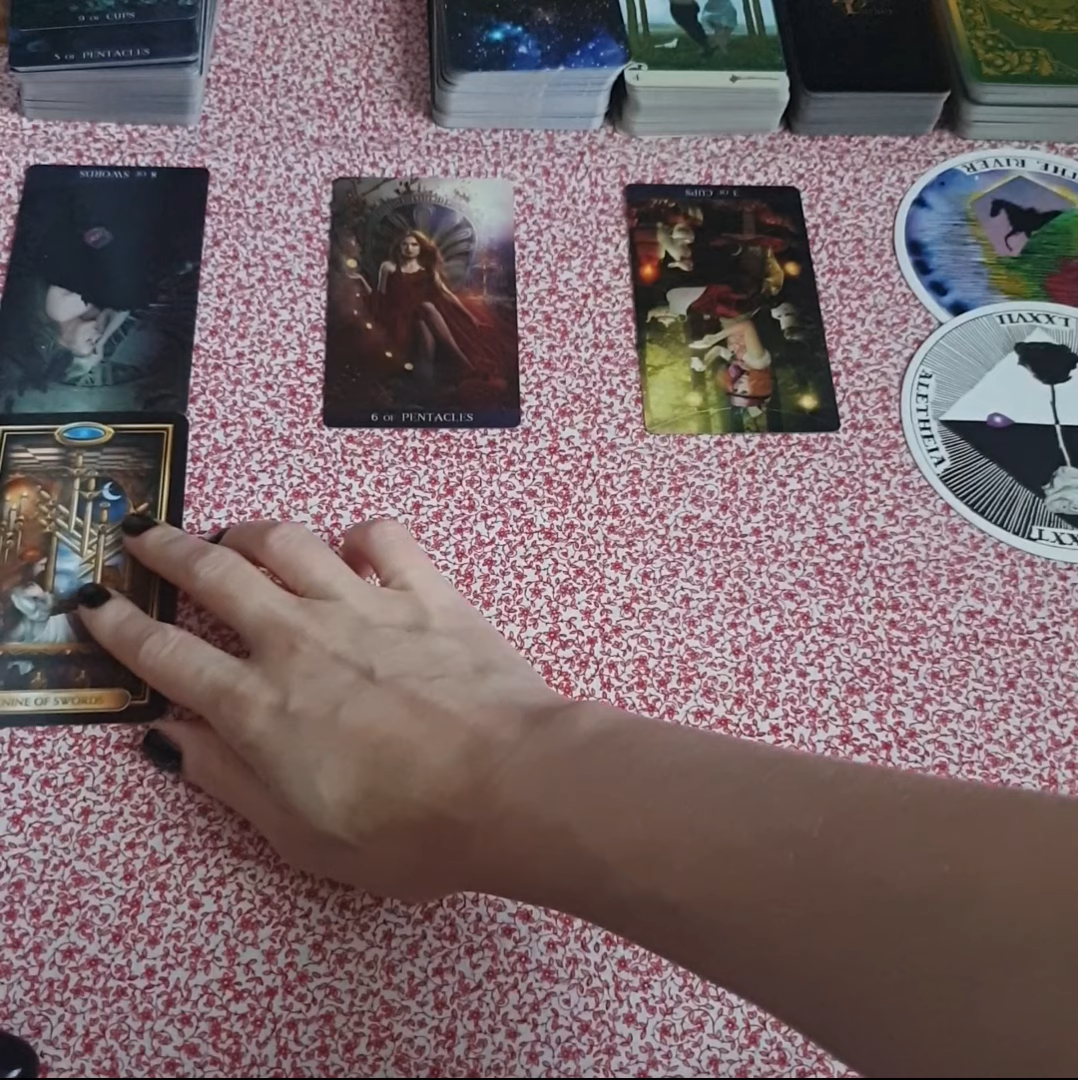 9 OF CUPS
5 OF PENTACLES
8 OF SWORDS
3 OF CUPS
THE RIVER
6 OF PENTACLES
LXXVII
ALETHEIA
NINE OF SWORDS